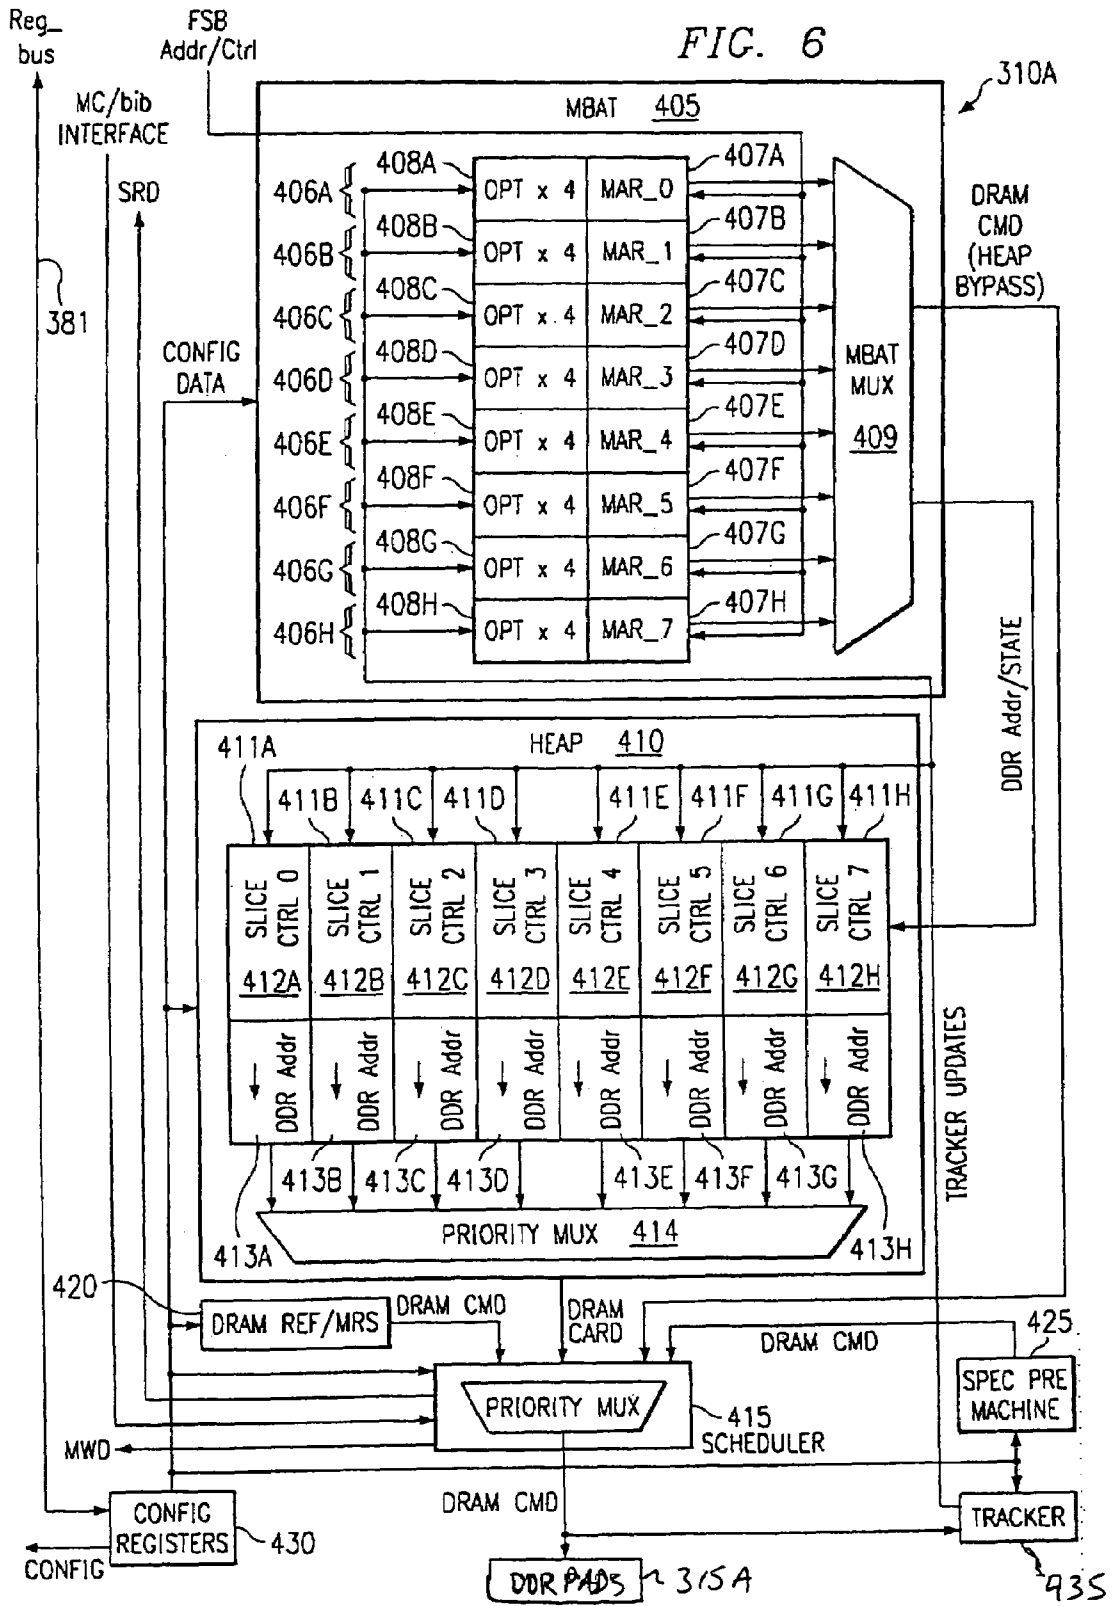 FIG. 6
Reg_
bus
FSB
Addr/Ctrl
MC/bib
INTERFACE
SRD
381
CONFIG
DATA
310A
MBAT 405
406A 408A OPT x 4 MAR_0 407A
406B 408B OPT x 4 MAR_1 407B
406C 408C OPT x 4 MAR_2 407C
406D 408D OPT x 4 MAR_3 407D
406E 408E OPT x 4 MAR_4 407E
406F 408F OPT x 4 MAR_5 407F
406G 408G OPT x 4 MAR_6 407G
406H 408H OPT x 4 MAR_7 407H
MBAT
MUX
409
DRAM
CMD
(HEAP
BYPASS)
DDR Addr/STATE
HEAP 410
411A 411B 411C 411D 411E 411F 411G 411H
SLICE CTRL 0
SLICE CTRL 1
SLICE CTRL 2
SLICE CTRL 3
SLICE CTRL 4
SLICE CTRL 5
SLICE CTRL 6
SLICE CTRL 7
412A 412B 412C 412D 412E 412F 412G 412H
DDR Addr
DDR Addr
DDR Addr
DDR Addr
DDR Addr
DDR Addr
DDR Addr
DDR Addr
413A 413B 413C 413D 413E 413F 413G 413H
PRIORITY MUX 414
TRACKER UPDATES
420
DRAM REF/MRS
DRAM CMD
DRAM
CARD
DRAM CMD
425
SPEC PRE
MACHINE
PRIORITY MUX
415
SCHEDULER
MWD
DRAM CMD
CONFIG
REGISTERS
430
CONFIG
TRACKER
435
DDR PADS
315A